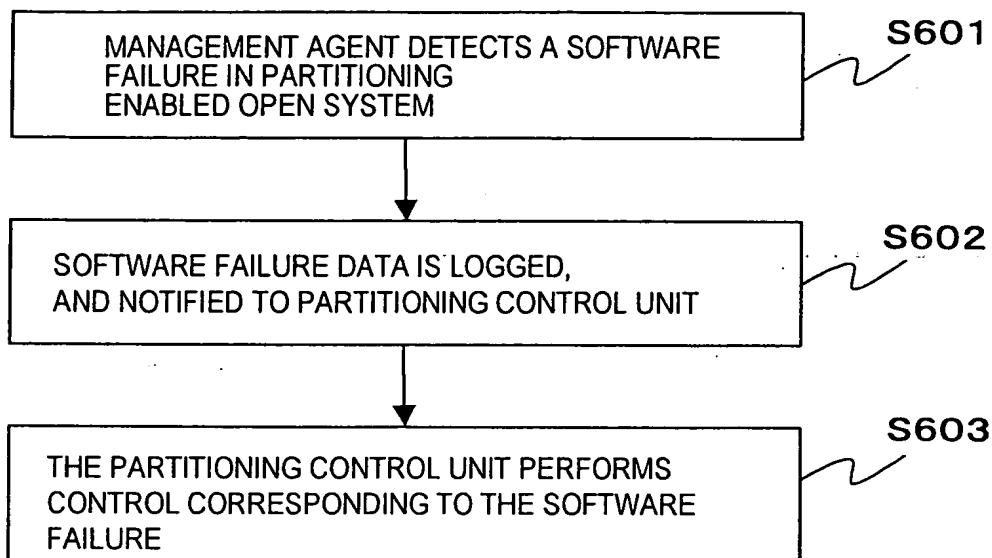 S601
MANAGEMENT AGENT DETECTS A SOFTWARE
FAILURE IN PARTITIONING
ENABLED OPEN SYSTEM
S602
SOFTWARE FAILURE DATA IS LOGGED,
AND NOTIFIED TO PARTITIONING CONTROL UNIT
S603
THE PARTITIONING CONTROL UNIT PERFORMS
CONTROL CORRESPONDING TO THE SOFTWARE
FAILURE